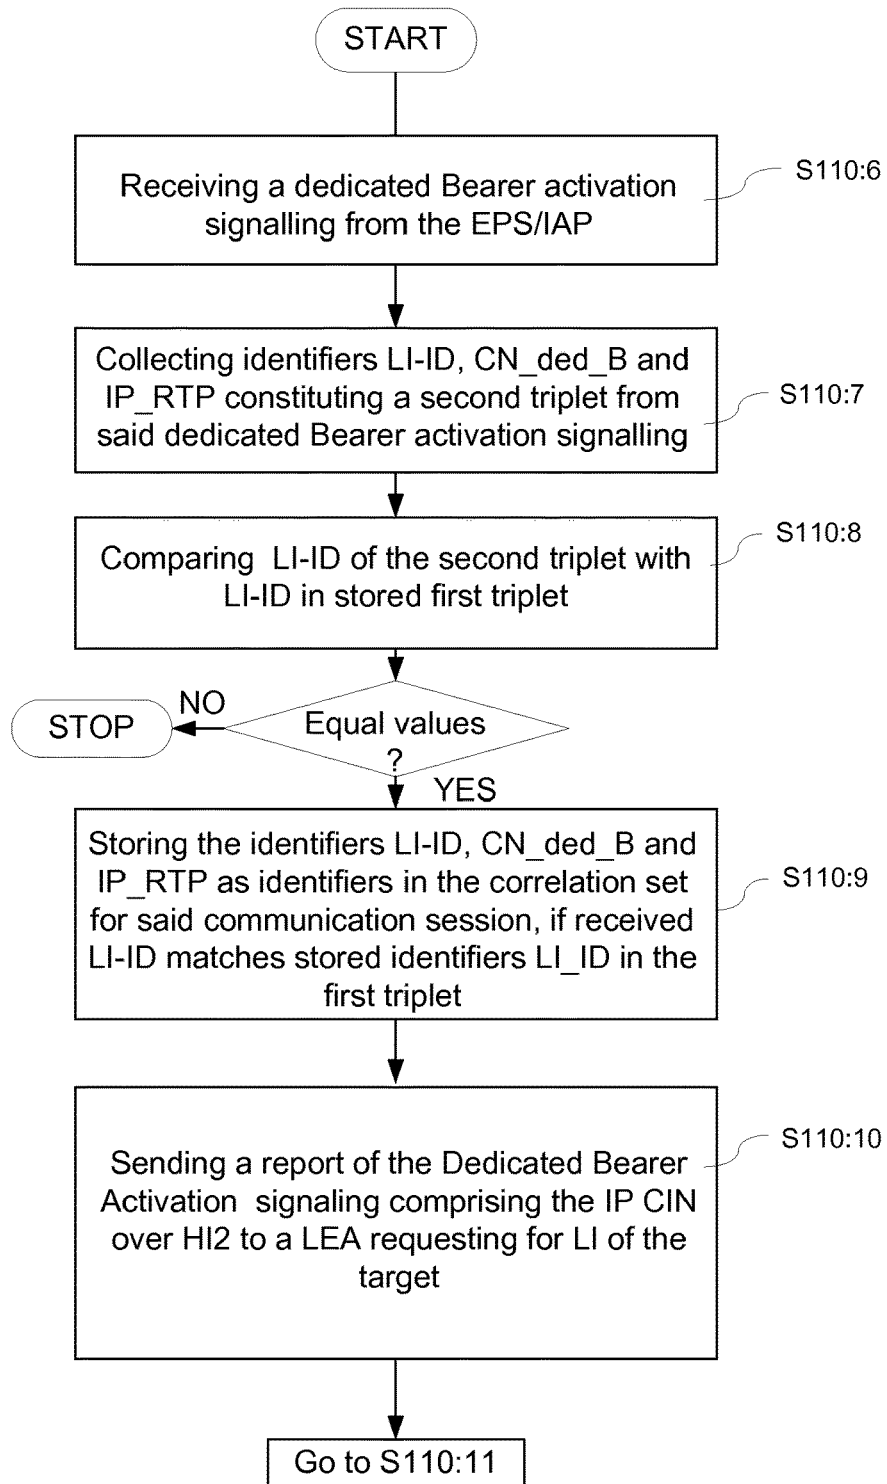 START
S110:6
Receiving a dedicated Bearer activation
signalling from the EPS/IAP
Collecting identifiers LI-ID, CN_ded_B and
IP_RTP constituting a second triplet from
said dedicated Bearer activation signalling
S110:7
S110:8
Comparing LI-ID of the second triplet with
LI-ID in stored first triplet
NO
STOP
Equal values
?
YES
Storing the identifiers LI-ID, CN_ded_B and
IP_RTP as identifiers in the correlation set
for said communication session, if received
LI-ID matches stored identifiers LI_ID in the
first triplet
S110:9
S110:10
Sending a report of the Dedicated Bearer
Activation signaling comprising the IP CIN
over HI2 to a LEA requesting for LI of the
target
Go to S110:11